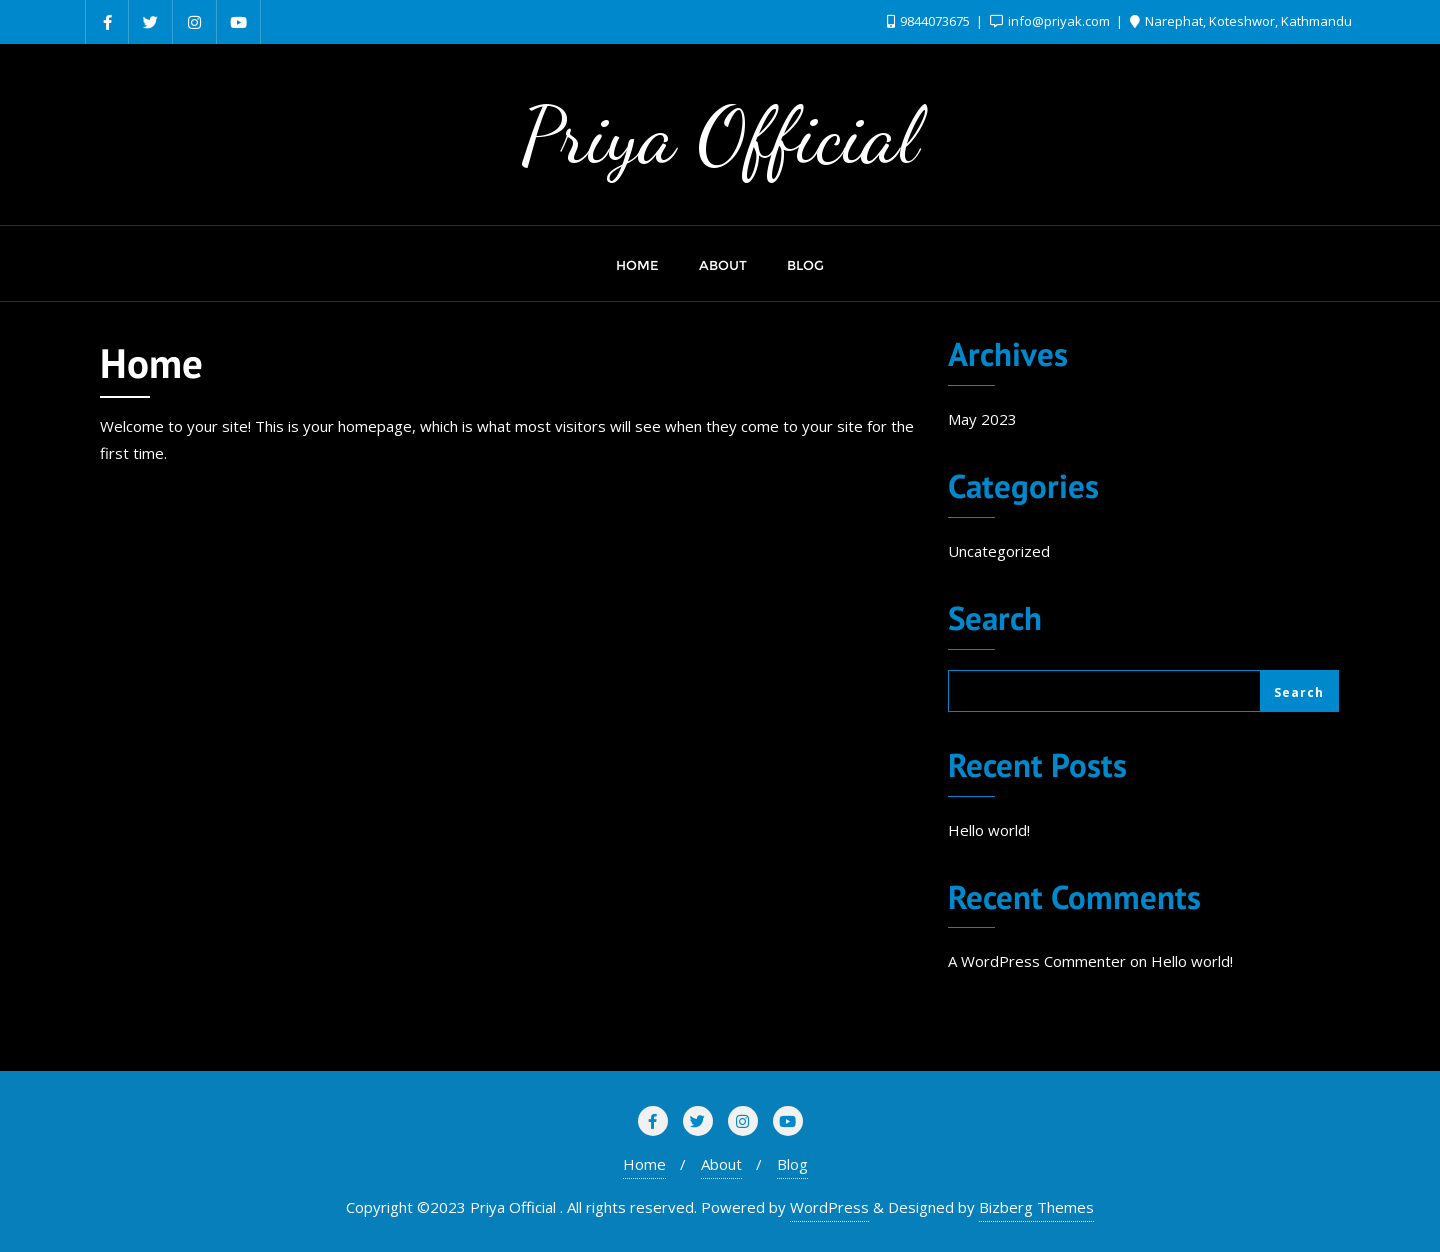 9844073675 | info@priyak.com | Narephat, Koteshwor, Kathmandu
Priya Official
HOME ABOUT BLOG
Home
Welcome to your site! This is your homepage, which is what most visitors will see when they come to your site for the
first time.
Archives
May 2023
Categories
Uncategorized
Search
Search
Recent Posts
Hello world!
Recent Comments
A WordPress Commenter on Hello world!
Home / About / Blog
Copyright ©2023 Priya Official . All rights reserved. Powered by WordPress & Designed by Bizberg Themes